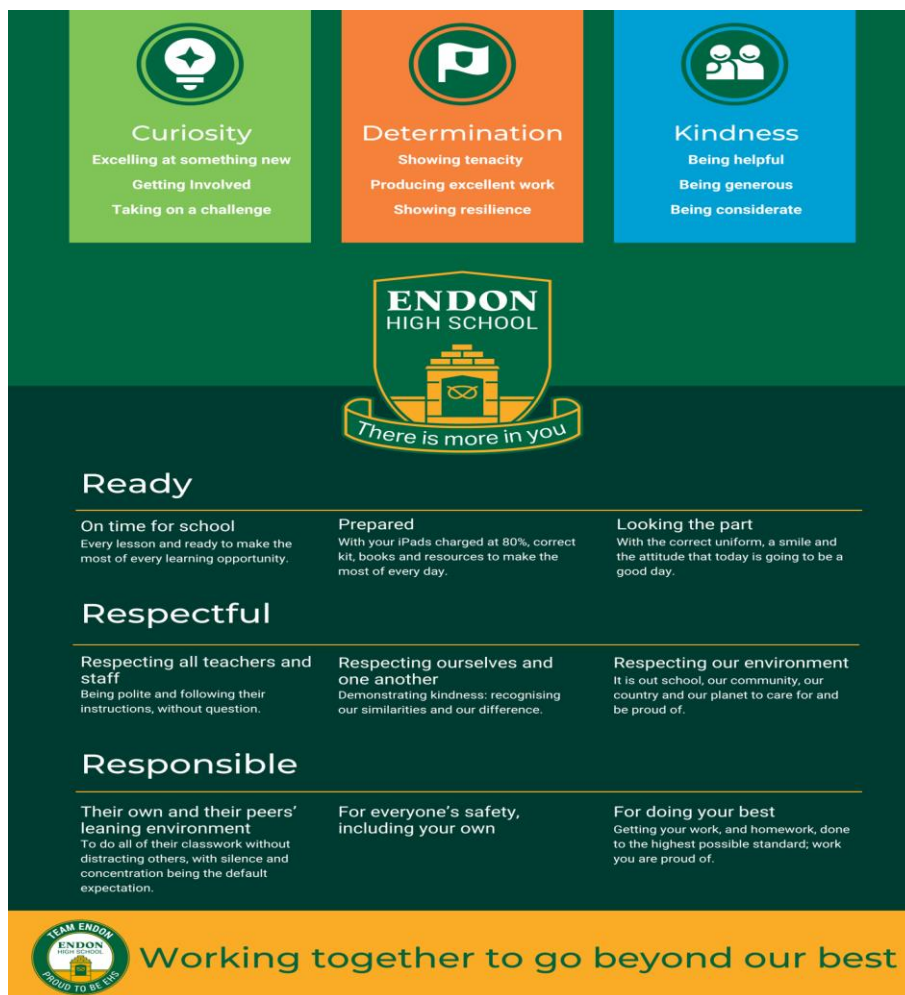 Curiosity
Excelling at something new
Getting Involved
Taking on a challenge
Determination
Showing tenacity
Producing excellent work
Showing resilience
Kindness
Being helpful
Being generous
Being considerate
ENDON
HIGH SCHOOL
There is more in you
Ready
On time for school
Every lesson and ready to make the
most of every learning opportunity.
Prepared
With your iPads charged at 80%, correct
kit, books and resources to make the
most of every day.
Looking the part
With the correct uniform, a smile and
the attitude that today is going to be a
good day.
Respectful
Respecting all teachers and
staff
Being polite and following their
instructions, without question.
Respecting ourselves and
one another
Demonstrating kindness: recognising
our similarities and our difference.
Respecting our environment
It is out school, our community, our
country and our planet to care for and
be proud of.
Responsible
Their own and their peers’
leaning environment
To do all of their classwork without
distracting others, with silence and
concentration being the default
expectation.
For everyone’s safety,
including your own
For doing your best
Getting your work, and homework, done
to the highest possible standard; work
you are proud of.
TEAM ENDON
ENDON
HIGH SCHOOL
PROUD TO BE EHS
Working together to go beyond our best